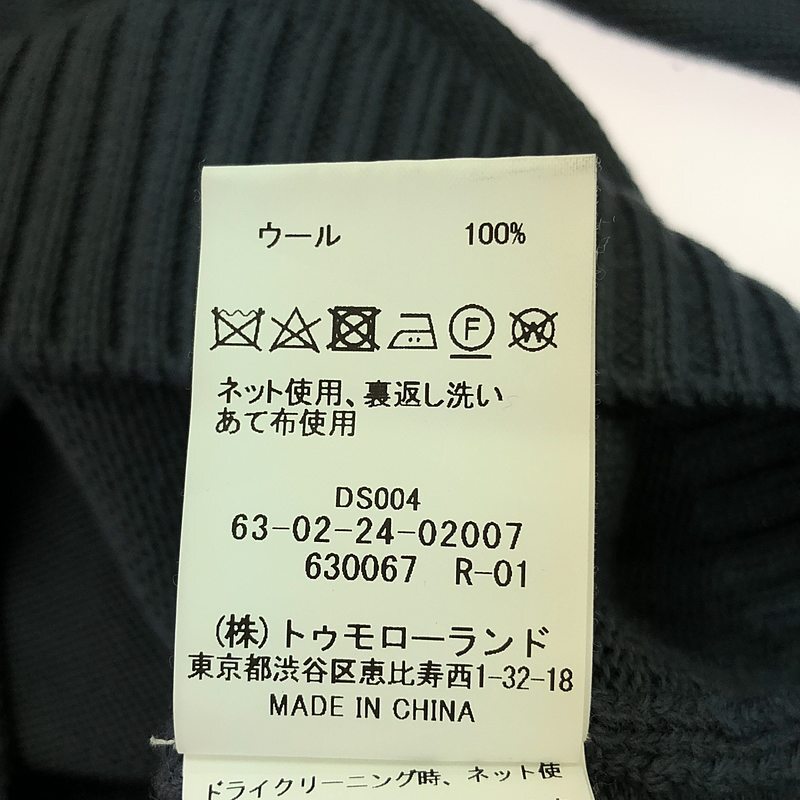 ウール 100%
F W
ネット使用、裏返し洗い
あて布使用
DS004
63-02-24-02007
630067 R-01
(株)トゥモローランド
東京都渋谷区恵比寿西1-32-18
MADE IN CHINA
ドライクリーニング時、ネット使